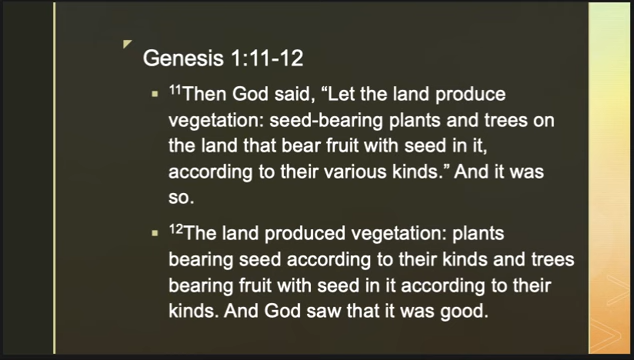 Genesis 1:11-12
▪ ¹¹Then God said, “Let the land produce
vegetation: seed-bearing plants and trees on
the land that bear fruit with seed in it,
according to their various kinds.” And it was
so.
▪ ¹²The land produced vegetation: plants
bearing seed according to their kinds and trees
bearing fruit with seed in it according to their
kinds. And God saw that it was good.